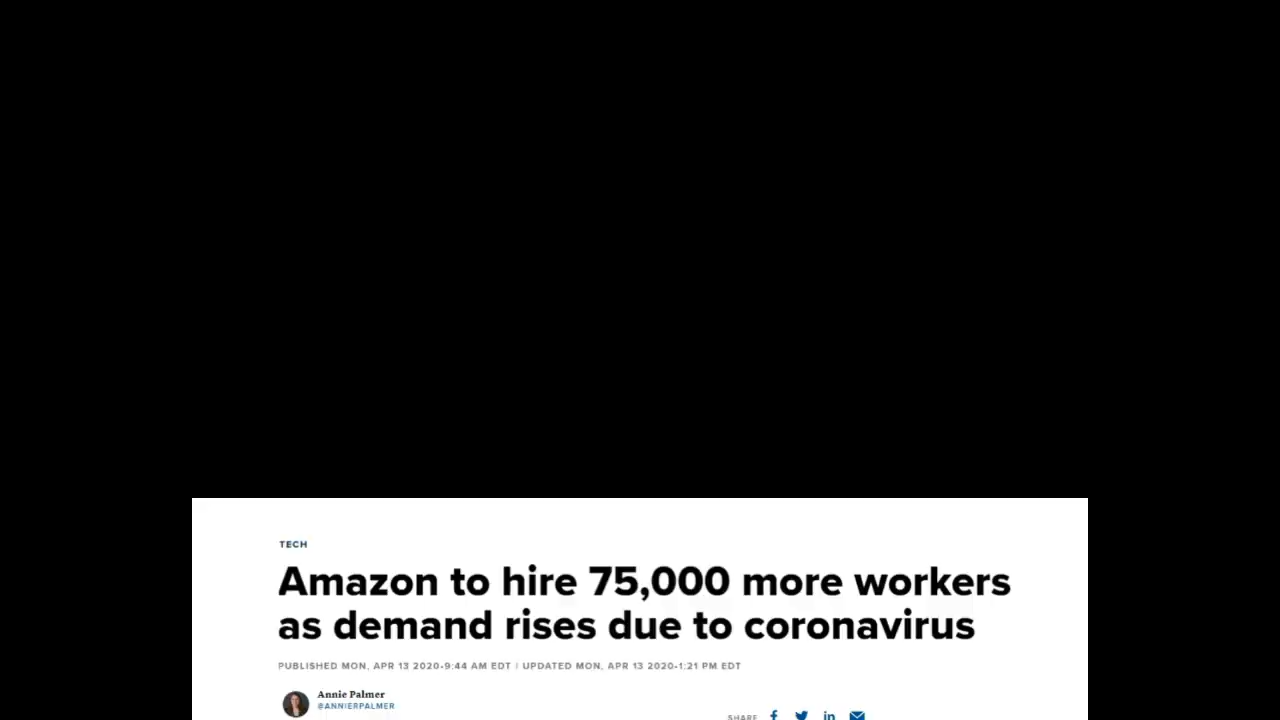 TECH
Amazon to hire 75,000 more workers
as demand rises due to coronavirus
PUBLISHED MON, APR 13 2020-9:44 AM EDT / UPDATED MON, APR 13 2020-1:21 PM EDT
Annie Palmer
@ANNIERPALMER
SHARE